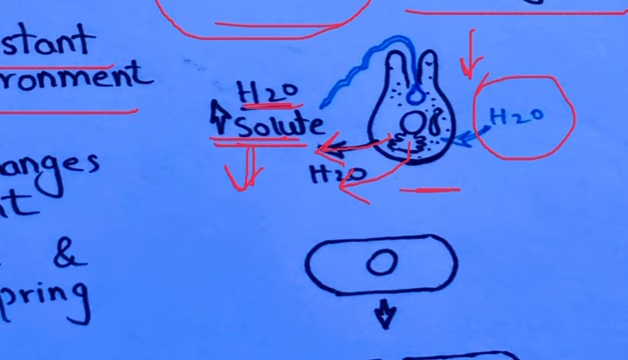 stant
ronment
H2O
Solute
H2O
H2O
anges
t
&
pring